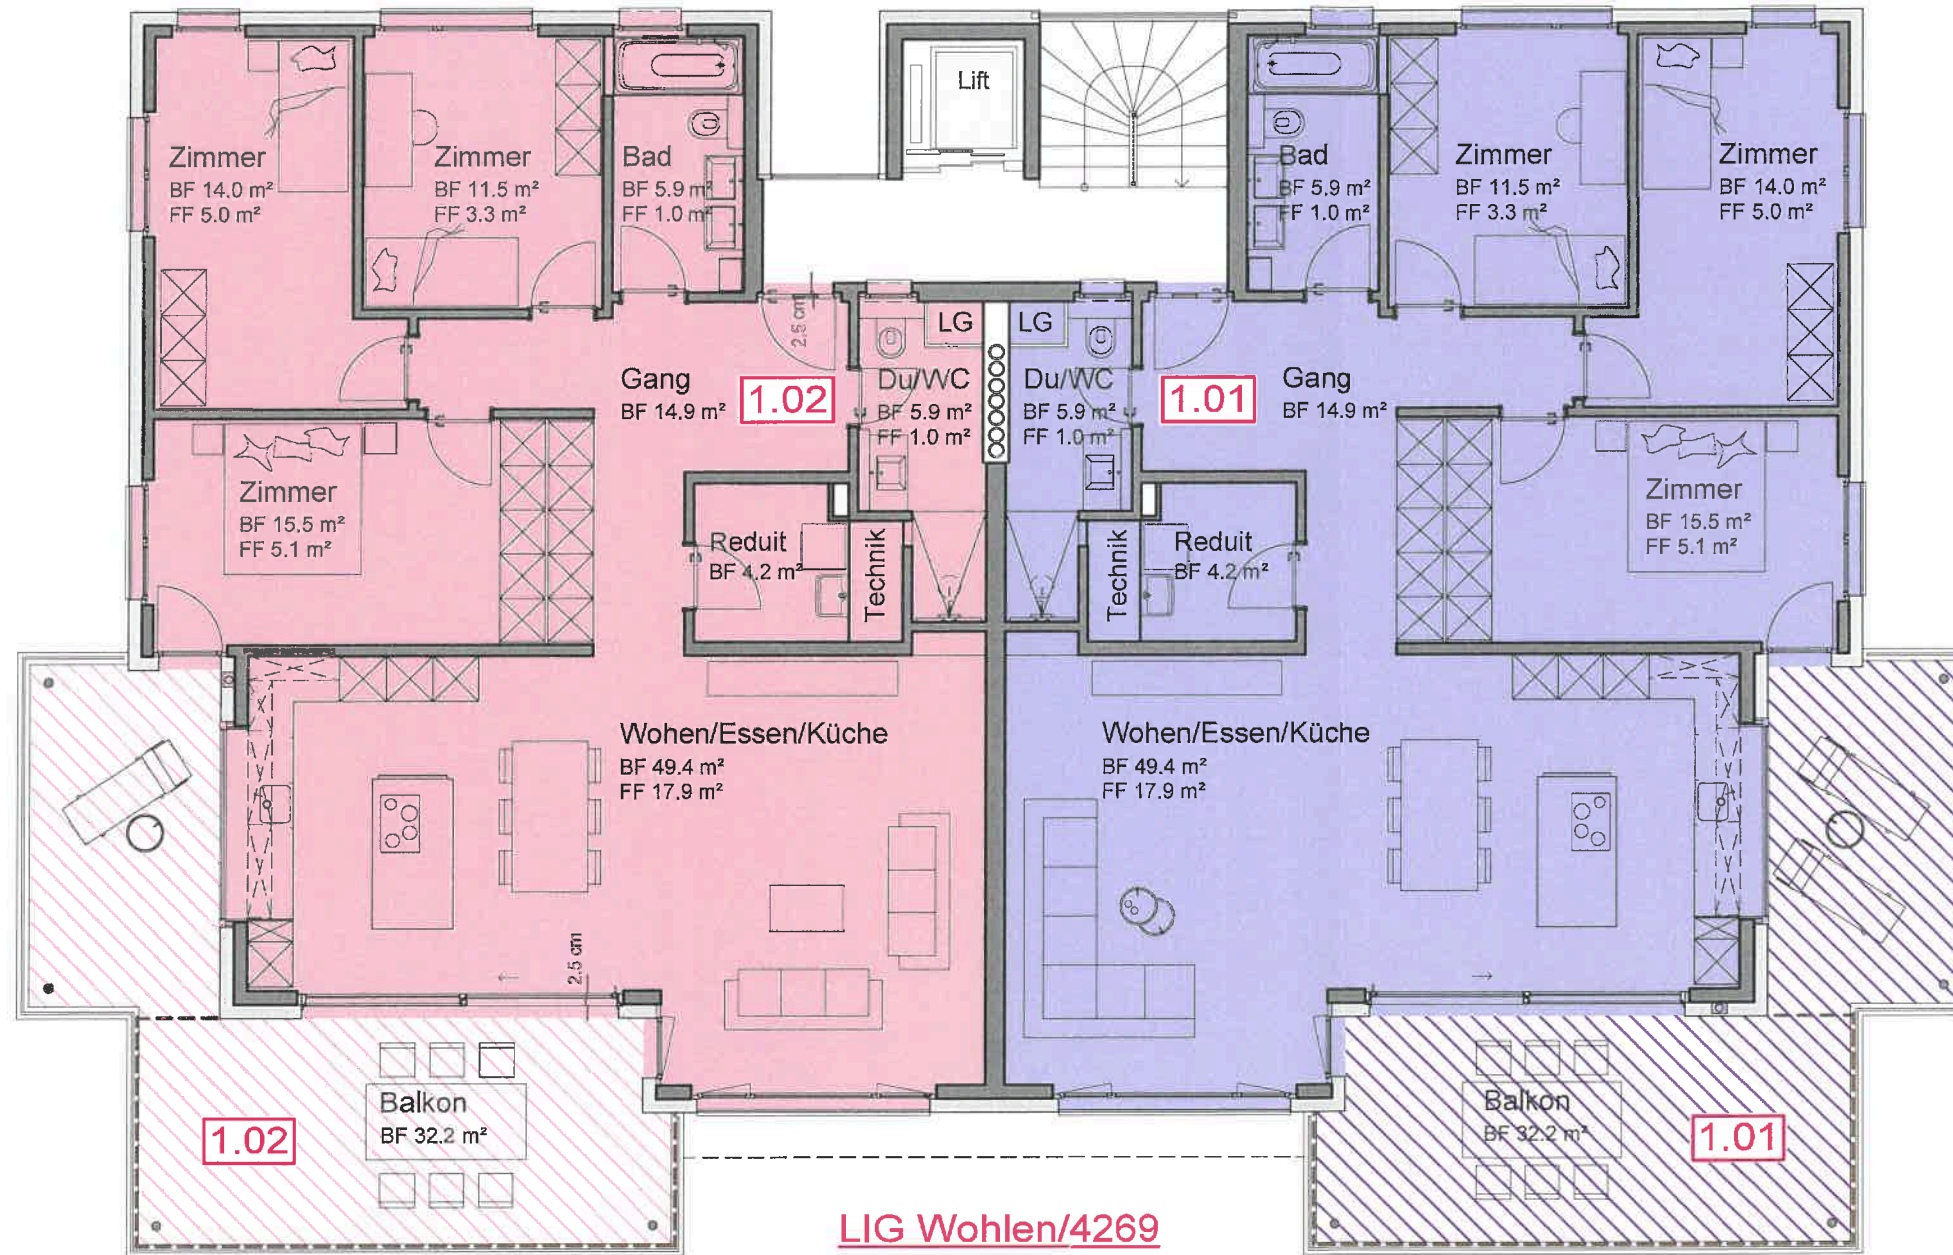 Lift
Zimmer
BF 14.0 m²
FF 5.0 m²
Zimmer
BF 11.5 m²
FF 3.3 m²
Bad
BF 5.9 m²
FF 1.0 m²
Bad
BF 5.9 m²
FF 1.0 m²
Zimmer
BF 11.5 m²
FF 3.3 m²
Zimmer
BF 14.0 m²
FF 5.0 m²
2.5 cm
LG
LG
Gang
BF 14.9 m²
1.02
Du/WC
BF 5.9 m²
FF 1.0 m²
Du/WC
BF 5.9 m²
FF 1.0 m²
1.01
Gang
BF 14.9 m²
Zimmer
BF 15.5 m²
FF 5.1 m²
Reduit
BF 4.2 m²
Technik
Technik
Reduit
BF 4.2 m²
Zimmer
BF 15.5 m²
FF 5.1 m²
Wohen/Essen/Küche
BF 49.4 m²
FF 17.9 m²
Wohen/Essen/Küche
BF 49.4 m²
FF 17.9 m²
2.5 cm
Balkon
BF 32.2 m²
1.02
Balkon
BF 32.2 m²
1.01
LIG Wohlen/4269